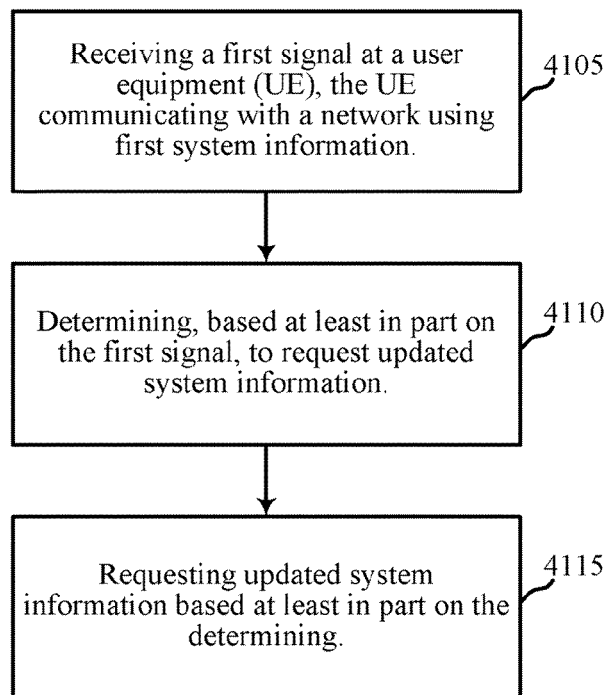 Receiving a first signal at a user
equipment (UE), the UE
communicating with a network using
first system information.
4105
Determining, based at least in part on
the first signal, to request updated
system information.
4110
Requesting updated system
information based at least in part on the
determining.
4115